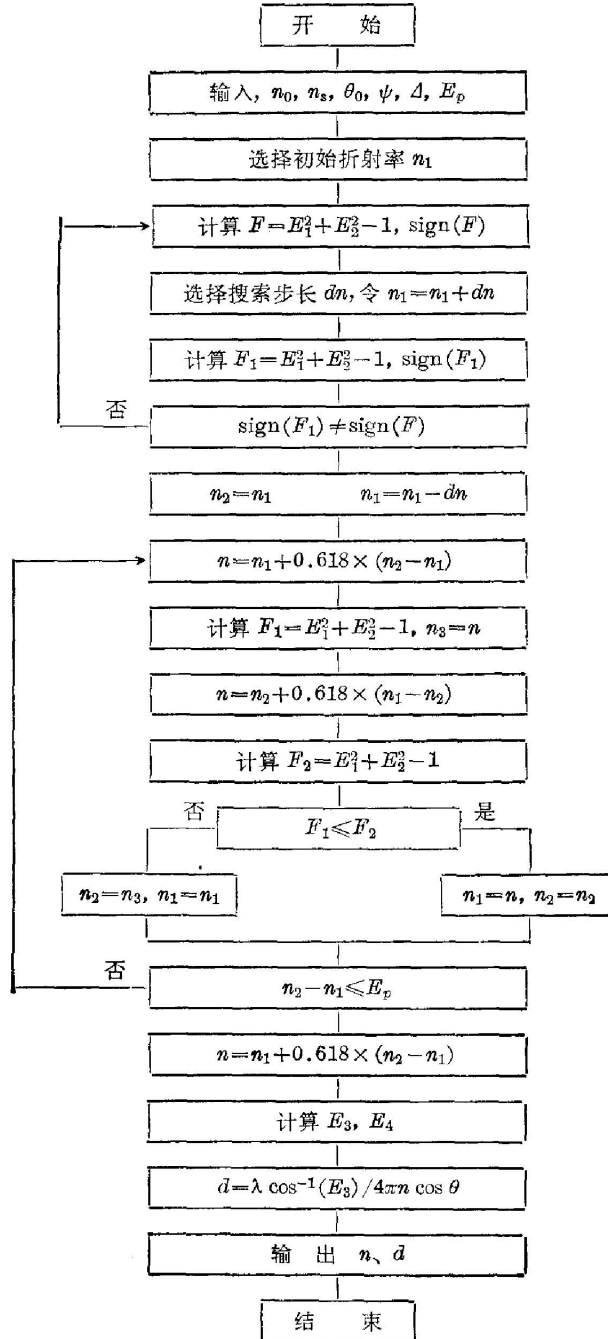 开 始
输入, n₀, nₛ, θ₀, ψ, Δ, Eₚ
选择初始折射率 n₁
计算 F=E₁²+E₂²−1, sign(F)
选择搜索步长 dn,令 n₁=n₁+dn
计算 F₁=E₁²+E₂²−1, sign(F₁)
否
sign(F₁)≠sign(F)
n₂=n₁ n₁=n₁−dn
n=n₁+0.618×(n₂−n₁)
计算 F₁=E₁²+E₂²−1, n₃=n
n=n₂+0.618×(n₁−n₂)
计算 F₂=E₁²+E₂²−1
否 是
F₁≤F₂
n₂=n₃, n₁=n₁ n₁=n, n₂=n₂
否
n₂−n₁≤Eₚ
n=n₁+0.618×(n₂−n₁)
计算 E₃, E₄
d=λ cos⁻¹(E₃)/4πn cos θ
输 出 n、d
结 束